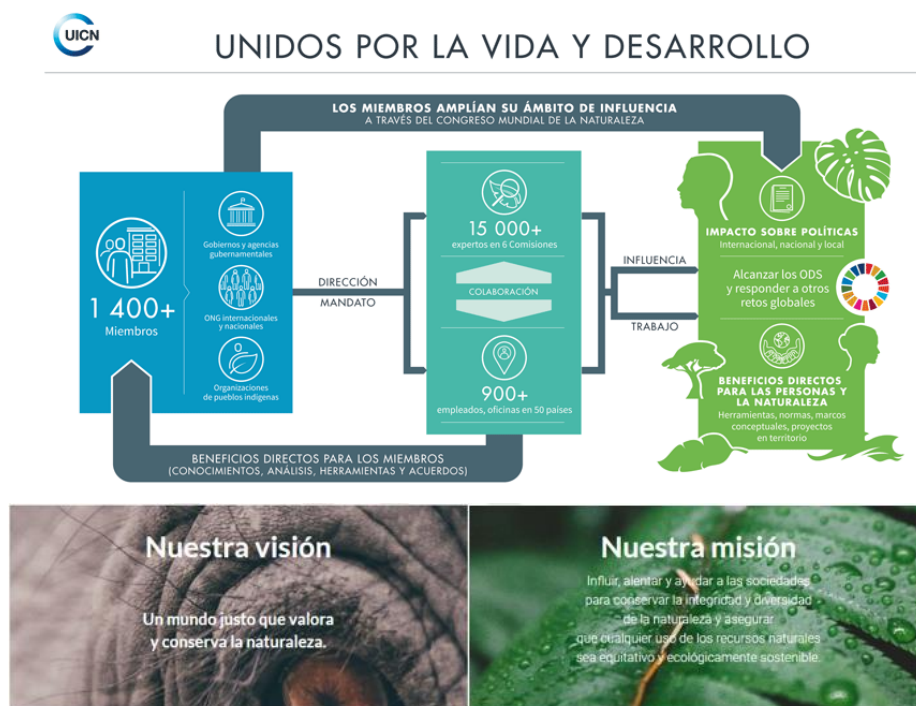 UICN
UNIDOS POR LA VIDA Y DESARROLLO
LOS MIEMBROS AMPLÍAN SU ÁMBITO DE INFLUENCIA
A TRAVÉS DEL CONGRESO MUNDIAL DE LA NATURALEZA
1 400+
Miembros
Gobiernos y agencias
gubernamentales
ONG internacionales
y nacionales
Organizaciones
de pueblos indígenas
DIRECCIÓN
MANDATO
15 000+
expertos en 6 Comisiones
COLABORACIÓN
900+
empleados, oficinas en 50 países
INFLUENCIA
TRABAJO
IMPACTO SOBRE POLÍTICAS
Internacional, nacional y local
Alcanzar los ODS
y responder a otros
retos globales
BENEFICIOS DIRECTOS
PARA LAS PERSONAS Y
LA NATURALEZA
Herramientas, normas, marcos
conceptuales, proyectos
en territorio
BENEFICIOS DIRECTOS PARA LOS MIEMBROS
(CONOCIMIENTOS, ANÁLISIS, HERRAMIENTAS Y ACUERDOS)
Nuestra visión
Un mundo justo que valora
y conserva la naturaleza.
Nuestra misión
Influir, alentar y ayudar a las sociedades
para conservar la integridad y diversidad
de la naturaleza y asegurar
que cualquier uso de los recursos naturales
sea equitativo y ecológicamente sostenible.